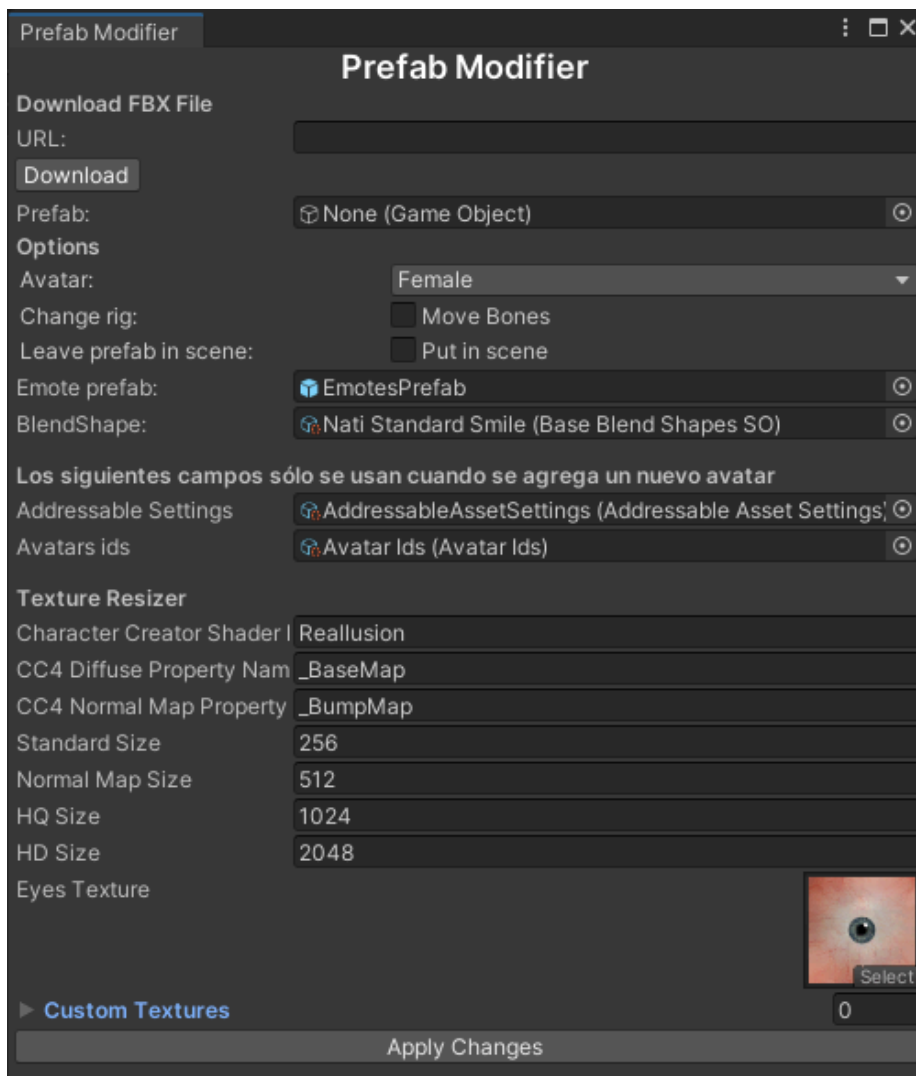 Prefab Modifier
Prefab Modifier
Download FBX File
URL:
Download
Prefab: None (Game Object)
Options
Avatar: Female
Change rig: Move Bones
Leave prefab in scene: Put in scene
Emote prefab: EmotesPrefab
BlendShape: Nati Standard Smile (Base Blend Shapes SO)
Los siguientes campos sólo se usan cuando se agrega un nuevo avatar
Addressable Settings AddressableAssetSettings (Addressable Asset Settings)
Avatars ids Avatar Ids (Avatar Ids)
Texture Resizer
Character Creator Shader Reallusion
CC4 Diffuse Property Nam _BaseMap
CC4 Normal Map Property _BumpMap
Standard Size 256
Normal Map Size 512
HQ Size 1024
HD Size 2048
Eyes Texture
Select
Custom Textures 0
Apply Changes